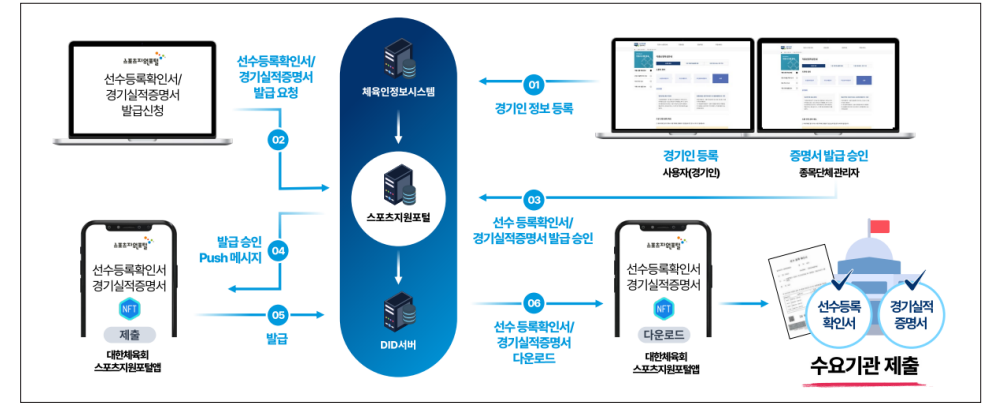 스포츠지원포털
선수등록확인서/
경기실적증명서
발급신청
선수등록확인서/
경기실적증명서
발급 요청
02
체육인정보시스템
스포츠지원포털
DID서버
01
경기인 정보 등록
경기인 등록
사용자(경기인)
증명서 발급 승인
종목단체 관리자
03
선수 등록확인서/
경기실적증명서 발급 승인
발급 승인
Push 메시지
04
스포츠지원포털
선수등록확인서
경기실적증명서
NFT
제출
대한체육회
스포츠지원포털앱
05
발급
06
선수 등록확인서/
경기실적증명서
다운로드
스포츠지원포털
선수등록확인서
경기실적증명서
NFT
다운로드
대한체육회
스포츠지원포털앱
선수등록
확인서
경기실적
증명서
수요기관 제출